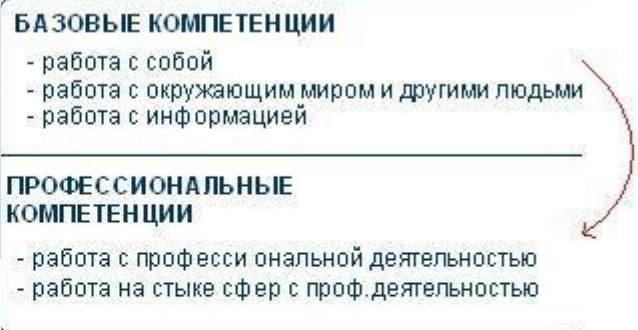 БАЗОВЫЕ КОМПЕТЕНЦИИ
- работа с собой
- работа с окружающим миром и другими людьми
- работа с информацией
ПРОФЕССИОНАЛЬНЫЕ
КОМПЕТЕНЦИИ
- работа с професси ональной деятельностью
- работа на стыке сфер с проф.деятельностью